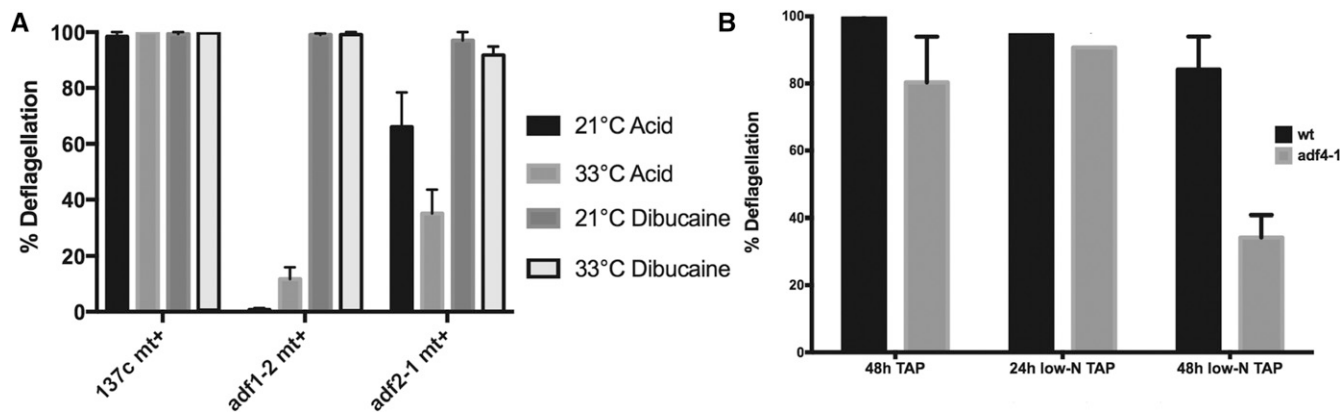 A
% Deflagellation
100
80
60
40
20
0
137c mt+
adf1-2 mt+
adf2-1 mt+
21°C Acid
33°C Acid
21°C Dibucaine
33°C Dibucaine
B
% Deflagellation
100
80
60
40
20
0
48h TAP
24h low-N TAP
48h low-N TAP
wt
adf4-1